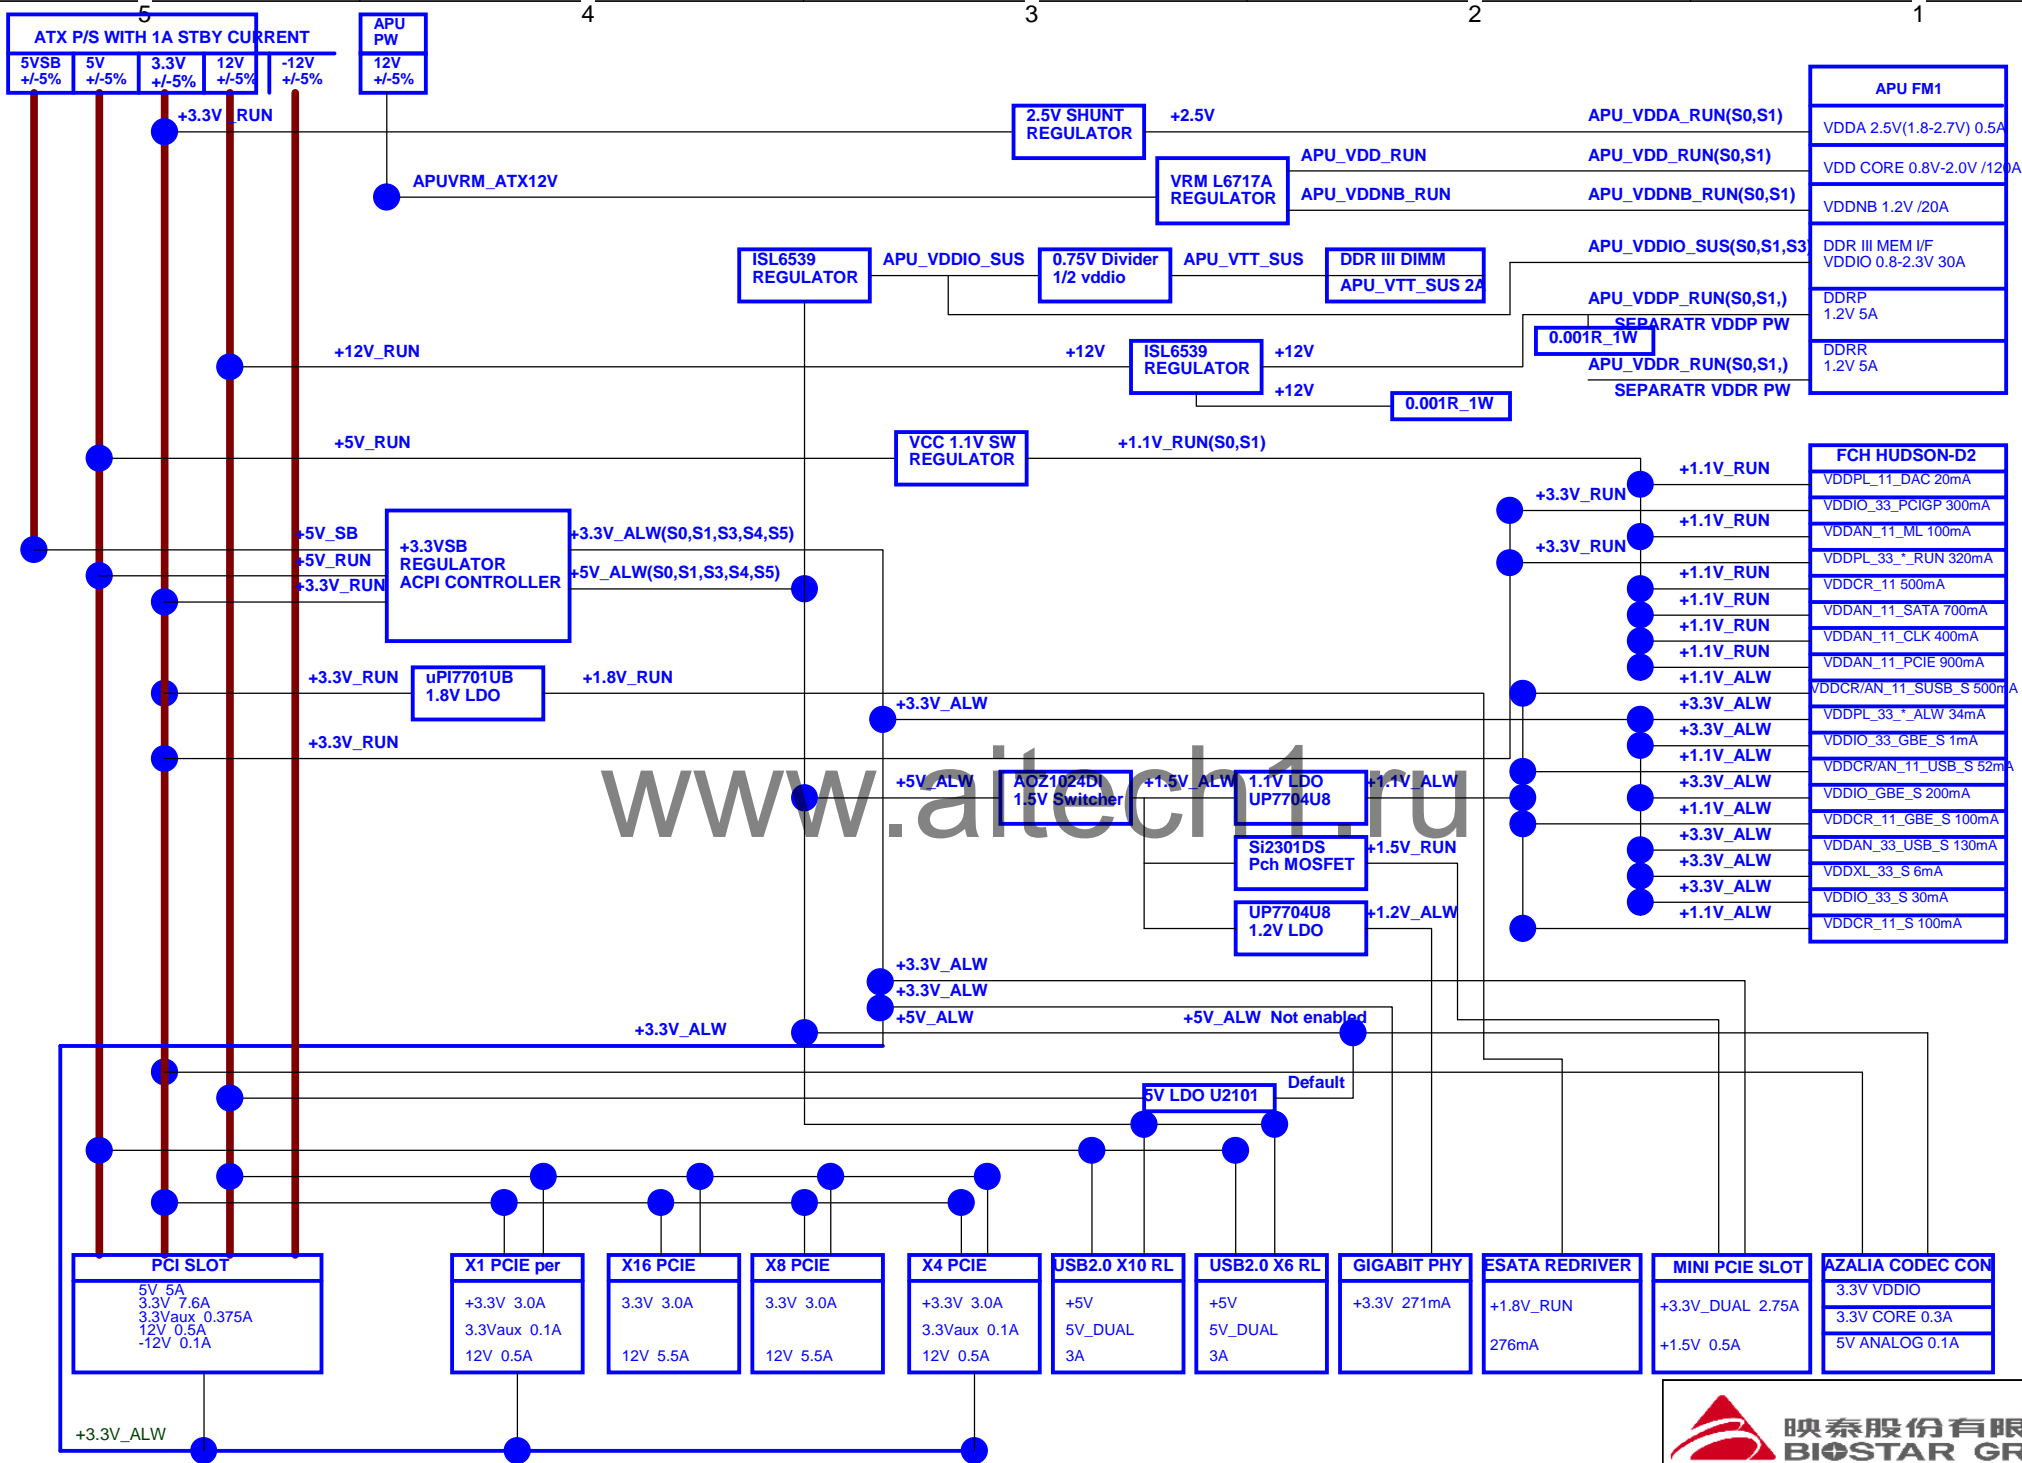 5
4
3
2
1
ATX P/S WITH 1A STBY CURRENT
5VSB
+/-5%
5V
+/-5%
3.3V
+/-5%
12V
+/-5%
-12V
+/-5%
APU
PW
12V
+/-5%
+3.3V_RUN
2.5V SHUNT
REGULATOR
+2.5V
APU_VDDA_RUN(S0,S1)
APU FM1
VDDA 2.5V(1.8-2.7V) 0.5A
APUVRM_ATX12V
VRM L6717A
REGULATOR
APU_VDD_RUN
APU_VDD_RUN(S0,S1)
VDD CORE 0.8V-2.0V /120A
APU_VDDNB_RUN
APU_VDDNB_RUN(S0,S1)
VDDNB 1.2V /20A
ISL6539
REGULATOR
APU_VDDIO_SUS
0.75V Divider
1/2 vddio
APU_VTT_SUS
DDR III DIMM
APU_VTT_SUS 2A
APU_VDDIO_SUS(S0,S1,S3)
DDR III MEM I/F
VDDIO 0.8-2.3V 30A
APU_VDDP_RUN(S0,S1,)
SEPARATR VDDP PW
DDRP
1.2V 5A
0.001R_1W
+12V_RUN
+12V
ISL6539
REGULATOR
+12V
+12V
0.001R_1W
APU_VDDR_RUN(S0,S1,)
SEPARATR VDDR PW
DDRR
1.2V 5A
+5V_RUN
VCC 1.1V SW
REGULATOR
+1.1V_RUN(S0,S1)
FCH HUDSON-D2
+1.1V_RUN
VDDPL_11_DAC 20mA
+3.3V_RUN
VDDIO_33_PCIGP 300mA
+1.1V_RUN
VDDAN_11_ML 100mA
+3.3V_RUN
VDDPL_33_*_RUN 320mA
+1.1V_RUN
VDDCR_11 500mA
+1.1V_RUN
VDDAN_11_SATA 700mA
+1.1V_RUN
VDDAN_11_CLK 400mA
+1.1V_RUN
VDDAN_11_PCIE 900mA
+1.1V_ALW
VDDCR/AN_11_SUSB_S 500mA
+3.3V_ALW
VDDPL_33_*_ALW 34mA
+3.3V_ALW
VDDIO_33_GBE_S 1mA
+1.1V_ALW
VDDCR/AN_11_USB_S 52mA
+3.3V_ALW
VDDIO_GBE_S 200mA
+1.1V_ALW
VDDCR_11_GBE_S 100mA
+3.3V_ALW
VDDAN_33_USB_S 130mA
+3.3V_ALW
VDDXL_33_S 6mA
+3.3V_ALW
VDDIO_33_S 30mA
+1.1V_ALW
VDDCR_11_S 100mA
+5V_SB
+5V_RUN
+3.3V_RUN
+3.3VSB
REGULATOR
ACPI CONTROLLER
+3.3V_ALW(S0,S1,S3,S4,S5)
+5V_ALW(S0,S1,S3,S4,S5)
+3.3V_RUN
uPI7701UB
1.8V LDO
+1.8V_RUN
+3.3V_ALW
+3.3V_RUN
www.aitech1.ru
+5V_ALW
AOZ1024DI
1.5V Switcher
+1.5V_ALW
1.1V LDO
UP7704U8
+1.1V_ALW
Si2301DS
Pch MOSFET
+1.5V_RUN
UP7704U8
1.2V LDO
+1.2V_ALW
+3.3V_ALW
+3.3V_ALW
+5V_ALW
+3.3V_ALW
+5V_ALW  Not enabled
Default
5V LDO U2101
PCI SLOT
5V  5A
3.3V  7.6A
3.3Vaux  0.375A
12V  0.5A
-12V  0.1A
X1 PCIE per
+3.3V  3.0A
3.3Vaux  0.1A
12V  0.5A
X16 PCIE
3.3V  3.0A
12V  5.5A
X8 PCIE
3.3V  3.0A
12V  5.5A
X4 PCIE
+3.3V  3.0A
3.3Vaux  0.1A
12V  0.5A
USB2.0 X10 RL
+5V
5V_DUAL
3A
USB2.0 X6 RL
+5V
5V_DUAL
3A
GIGABIT PHY
+3.3V  271mA
ESATA REDRIVER
+1.8V_RUN
276mA
MINI PCIE SLOT
+3.3V_DUAL  2.75A
+1.5V  0.5A
AZALIA CODEC CON
3.3V VDDIO
3.3V CORE 0.3A
5V ANALOG 0.1A
+3.3V_ALW
映泰股份有限
BIOSTAR GR